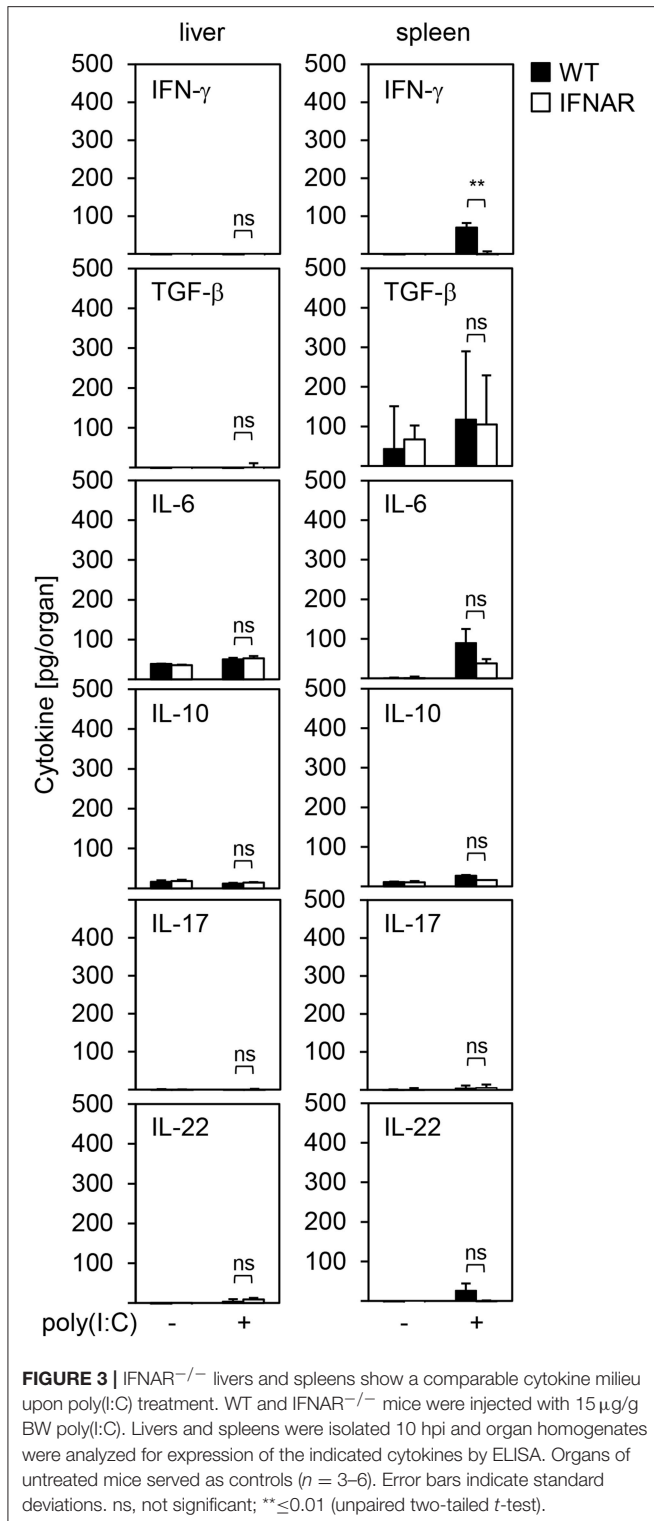 liver
spleen
WT
IFNAR
Cytokine [pg/organ]
500
400
300
200
100
IFN-γ
ns
500
400
300
200
100
IFN-γ
**
500
400
300
200
100
TGF-β
ns
500
400
300
200
100
TGF-β
ns
500
400
300
200
100
IL-6
ns
500
400
300
200
100
IL-6
ns
500
400
300
200
100
IL-10
ns
500
400
300
200
100
IL-10
ns
500
400
300
200
100
IL-17
ns
500
400
300
200
100
IL-17
ns
500
400
300
200
100
IL-22
ns
500
400
300
200
100
IL-22
ns
poly(I:C) - + - +
FIGURE 3 | IFNAR−/− livers and spleens show a comparable cytokine milieu
upon poly(I:C) treatment. WT and IFNAR−/− mice were injected with 15 µg/g
BW poly(I:C). Livers and spleens were isolated 10 hpi and organ homogenates
were analyzed for expression of the indicated cytokines by ELISA. Organs of
untreated mice served as controls (n = 3–6). Error bars indicate standard
deviations. ns, not significant; **≤0.01 (unpaired two-tailed t-test).